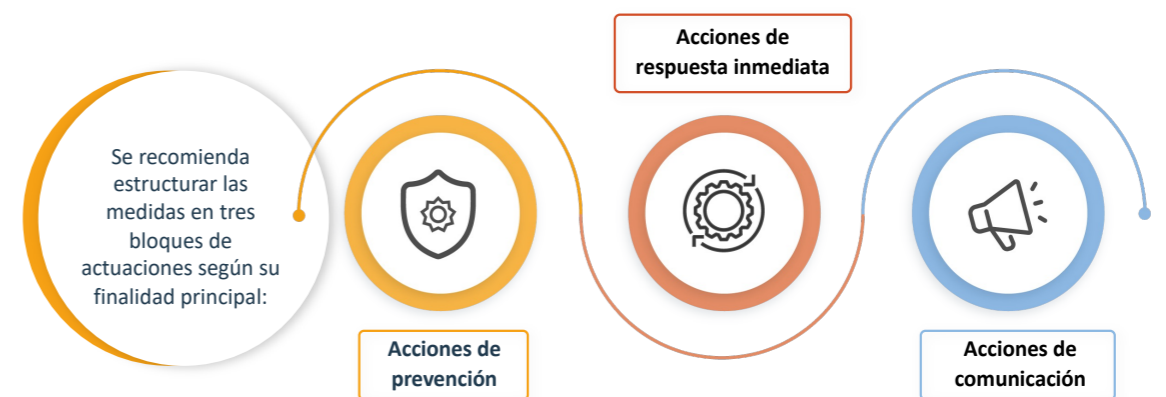 Se recomienda
estructurar las
medidas en tres
bloques de
actuaciones según su
finalidad principal:
Acciones de
prevención
Acciones de
respuesta inmediata
Acciones de
comunicación